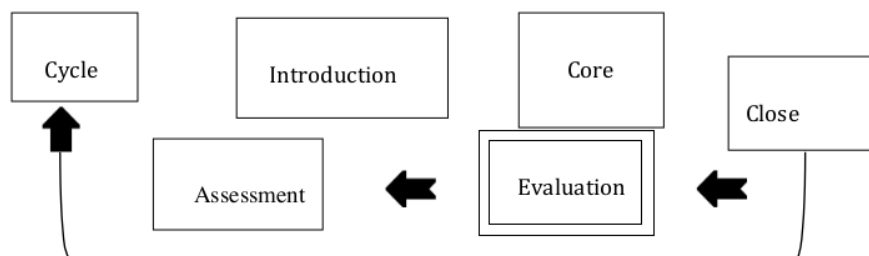 Cycle
Introduction
Core
Close
Assessment
Evaluation